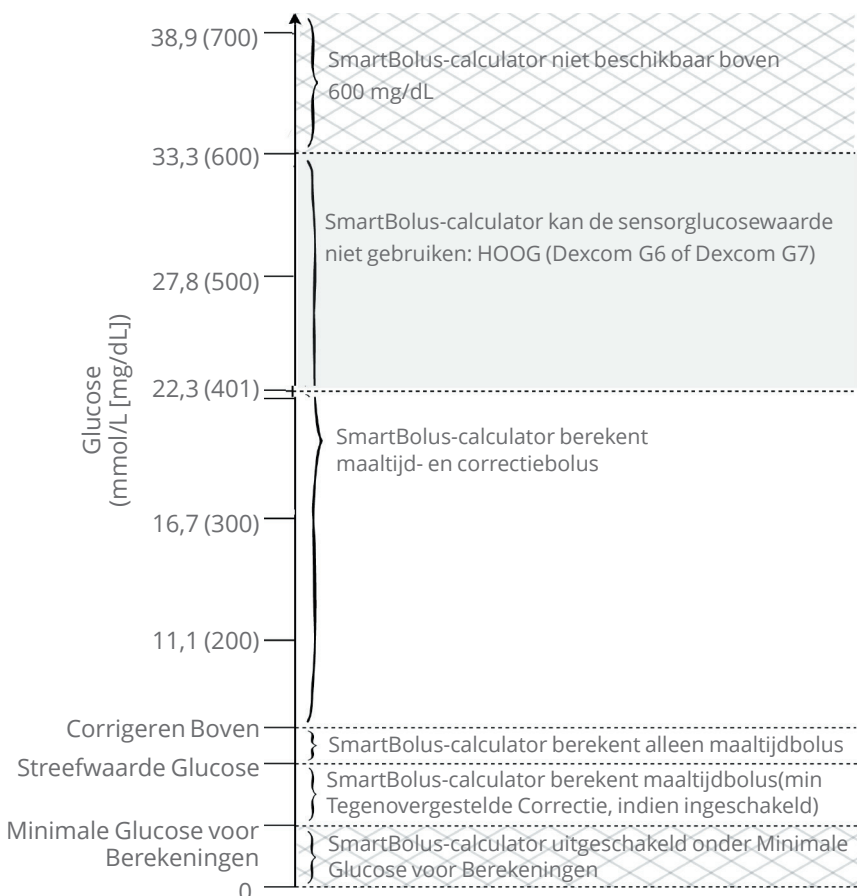 38,9 (700)
SmartBolus-calculator niet beschikbaar boven
600 mg/dL
33,3 (600)
SmartBolus-calculator kan de sensorglucosewaarde
niet gebruiken: HOOG (Dexcom G6 of Dexcom G7)
27,8 (500)
Glucose
(mmol/L [mg/dL])
22,3 (401)
SmartBolus-calculator berekent
maaltijd- en correctiebolus
16,7 (300)
11,1 (200)
Corrigeren Boven
SmartBolus-calculator berekent alleen maaltijdbolus
Streefwaarde Glucose
SmartBolus-calculator berekent maaltijdbolus(min
Tegenovergestelde Correctie, indien ingeschakeld)
Minimale Glucose voor
Berekeningen
SmartBolus-calculator uitgeschakeld onder Minimale
Glucose voor Berekeningen
0